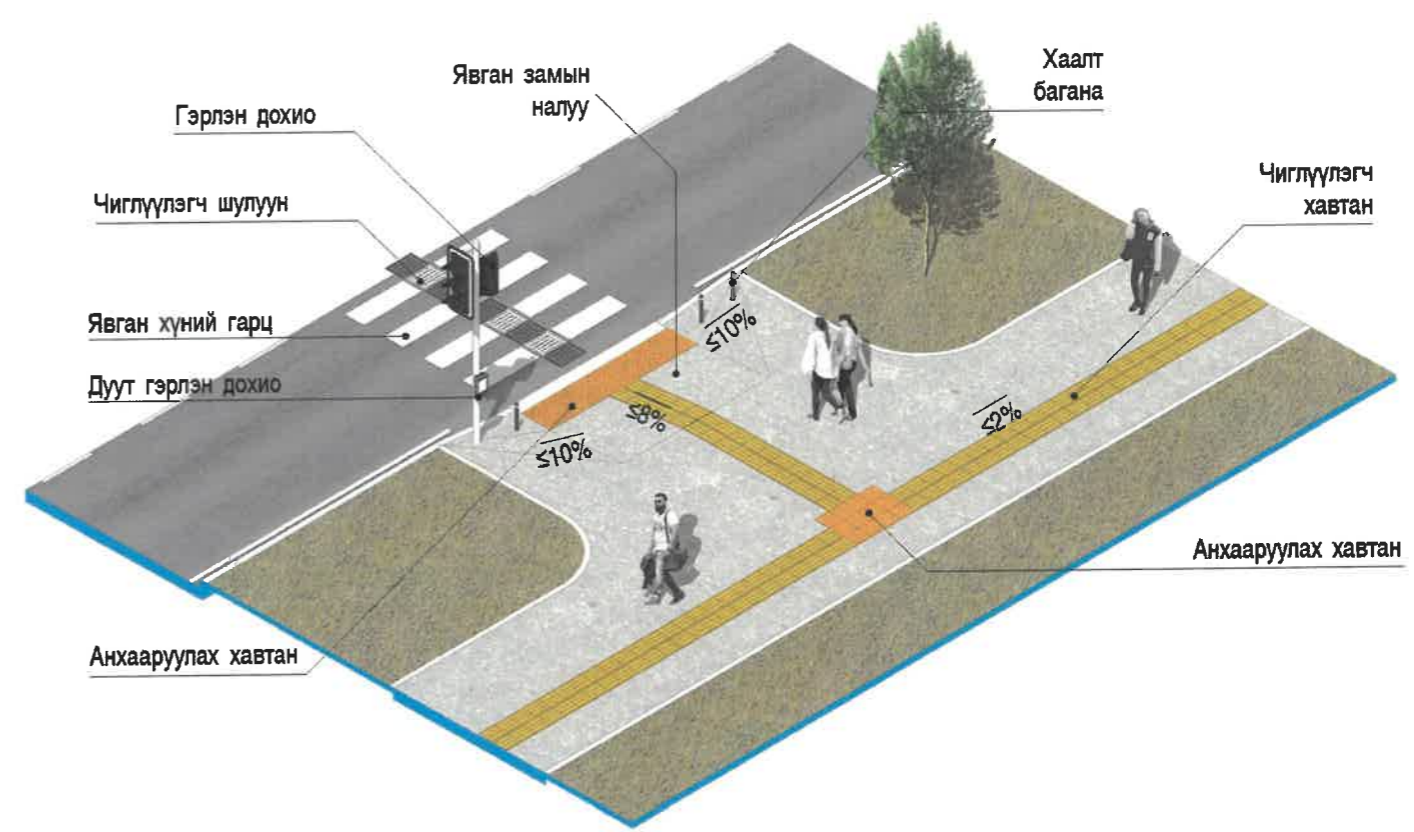 Явган замын
налуу
Хаалт
багана
Гэрлэн дохио
Чиглүүлэгч
хавтан
Чиглүүлэгч шулуун
Явган хүний гарц
Дуут гэрлэн дохио
≤10%
≤8%
≤2%
≤10%
Анхааруулах хавтан
Анхааруулах хавтан